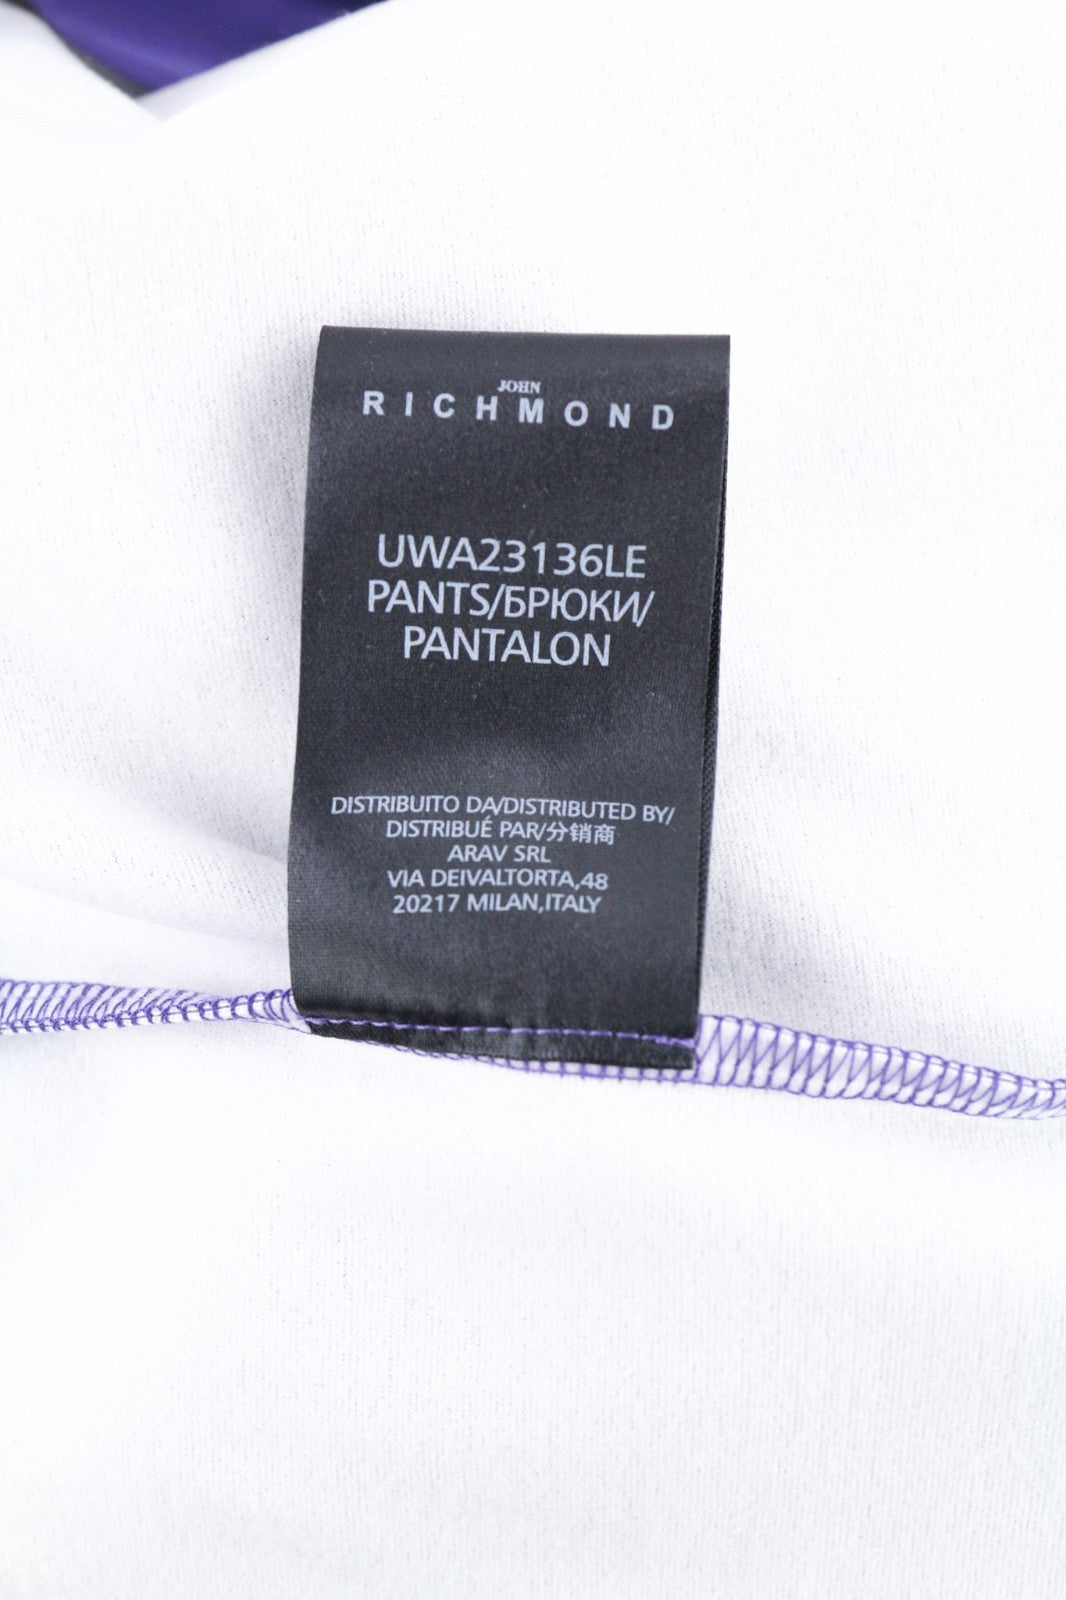 JOHN
RICHMOND
UWA23136LE
PANTS/БРЮКИ/
PANTALON
DISTRIBUITO DA/DISTRIBUTED BY/
DISTRIBUÉ PAR/分销商
ARAV SRL
VIA DEIVALTORTA,48
20217 MILAN,ITALY